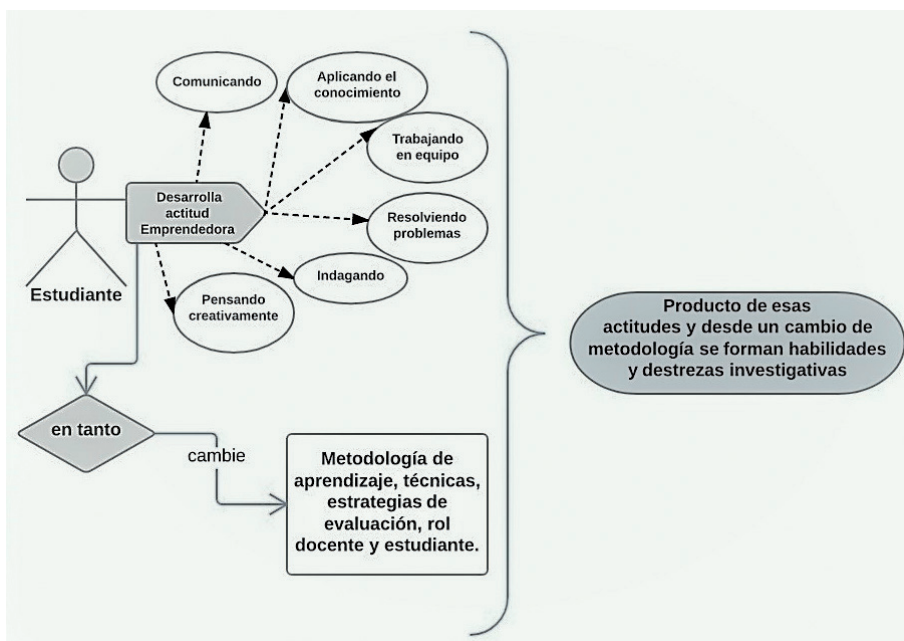 Comunicando
Aplicando el
conocimiento
Trabajando
en equipo
Desarrolla
actitud
Emprendedora
Resolviendo
problemas
Estudiante
Indagando
Pensando
creativamente
en tanto
cambie
Metodología de
aprendizaje, técnicas,
estrategias de
evaluación, rol
docente y estudiante.
Producto de esas
actitudes y desde un cambio de
metodología se forman habilidades
y destrezas investigativas